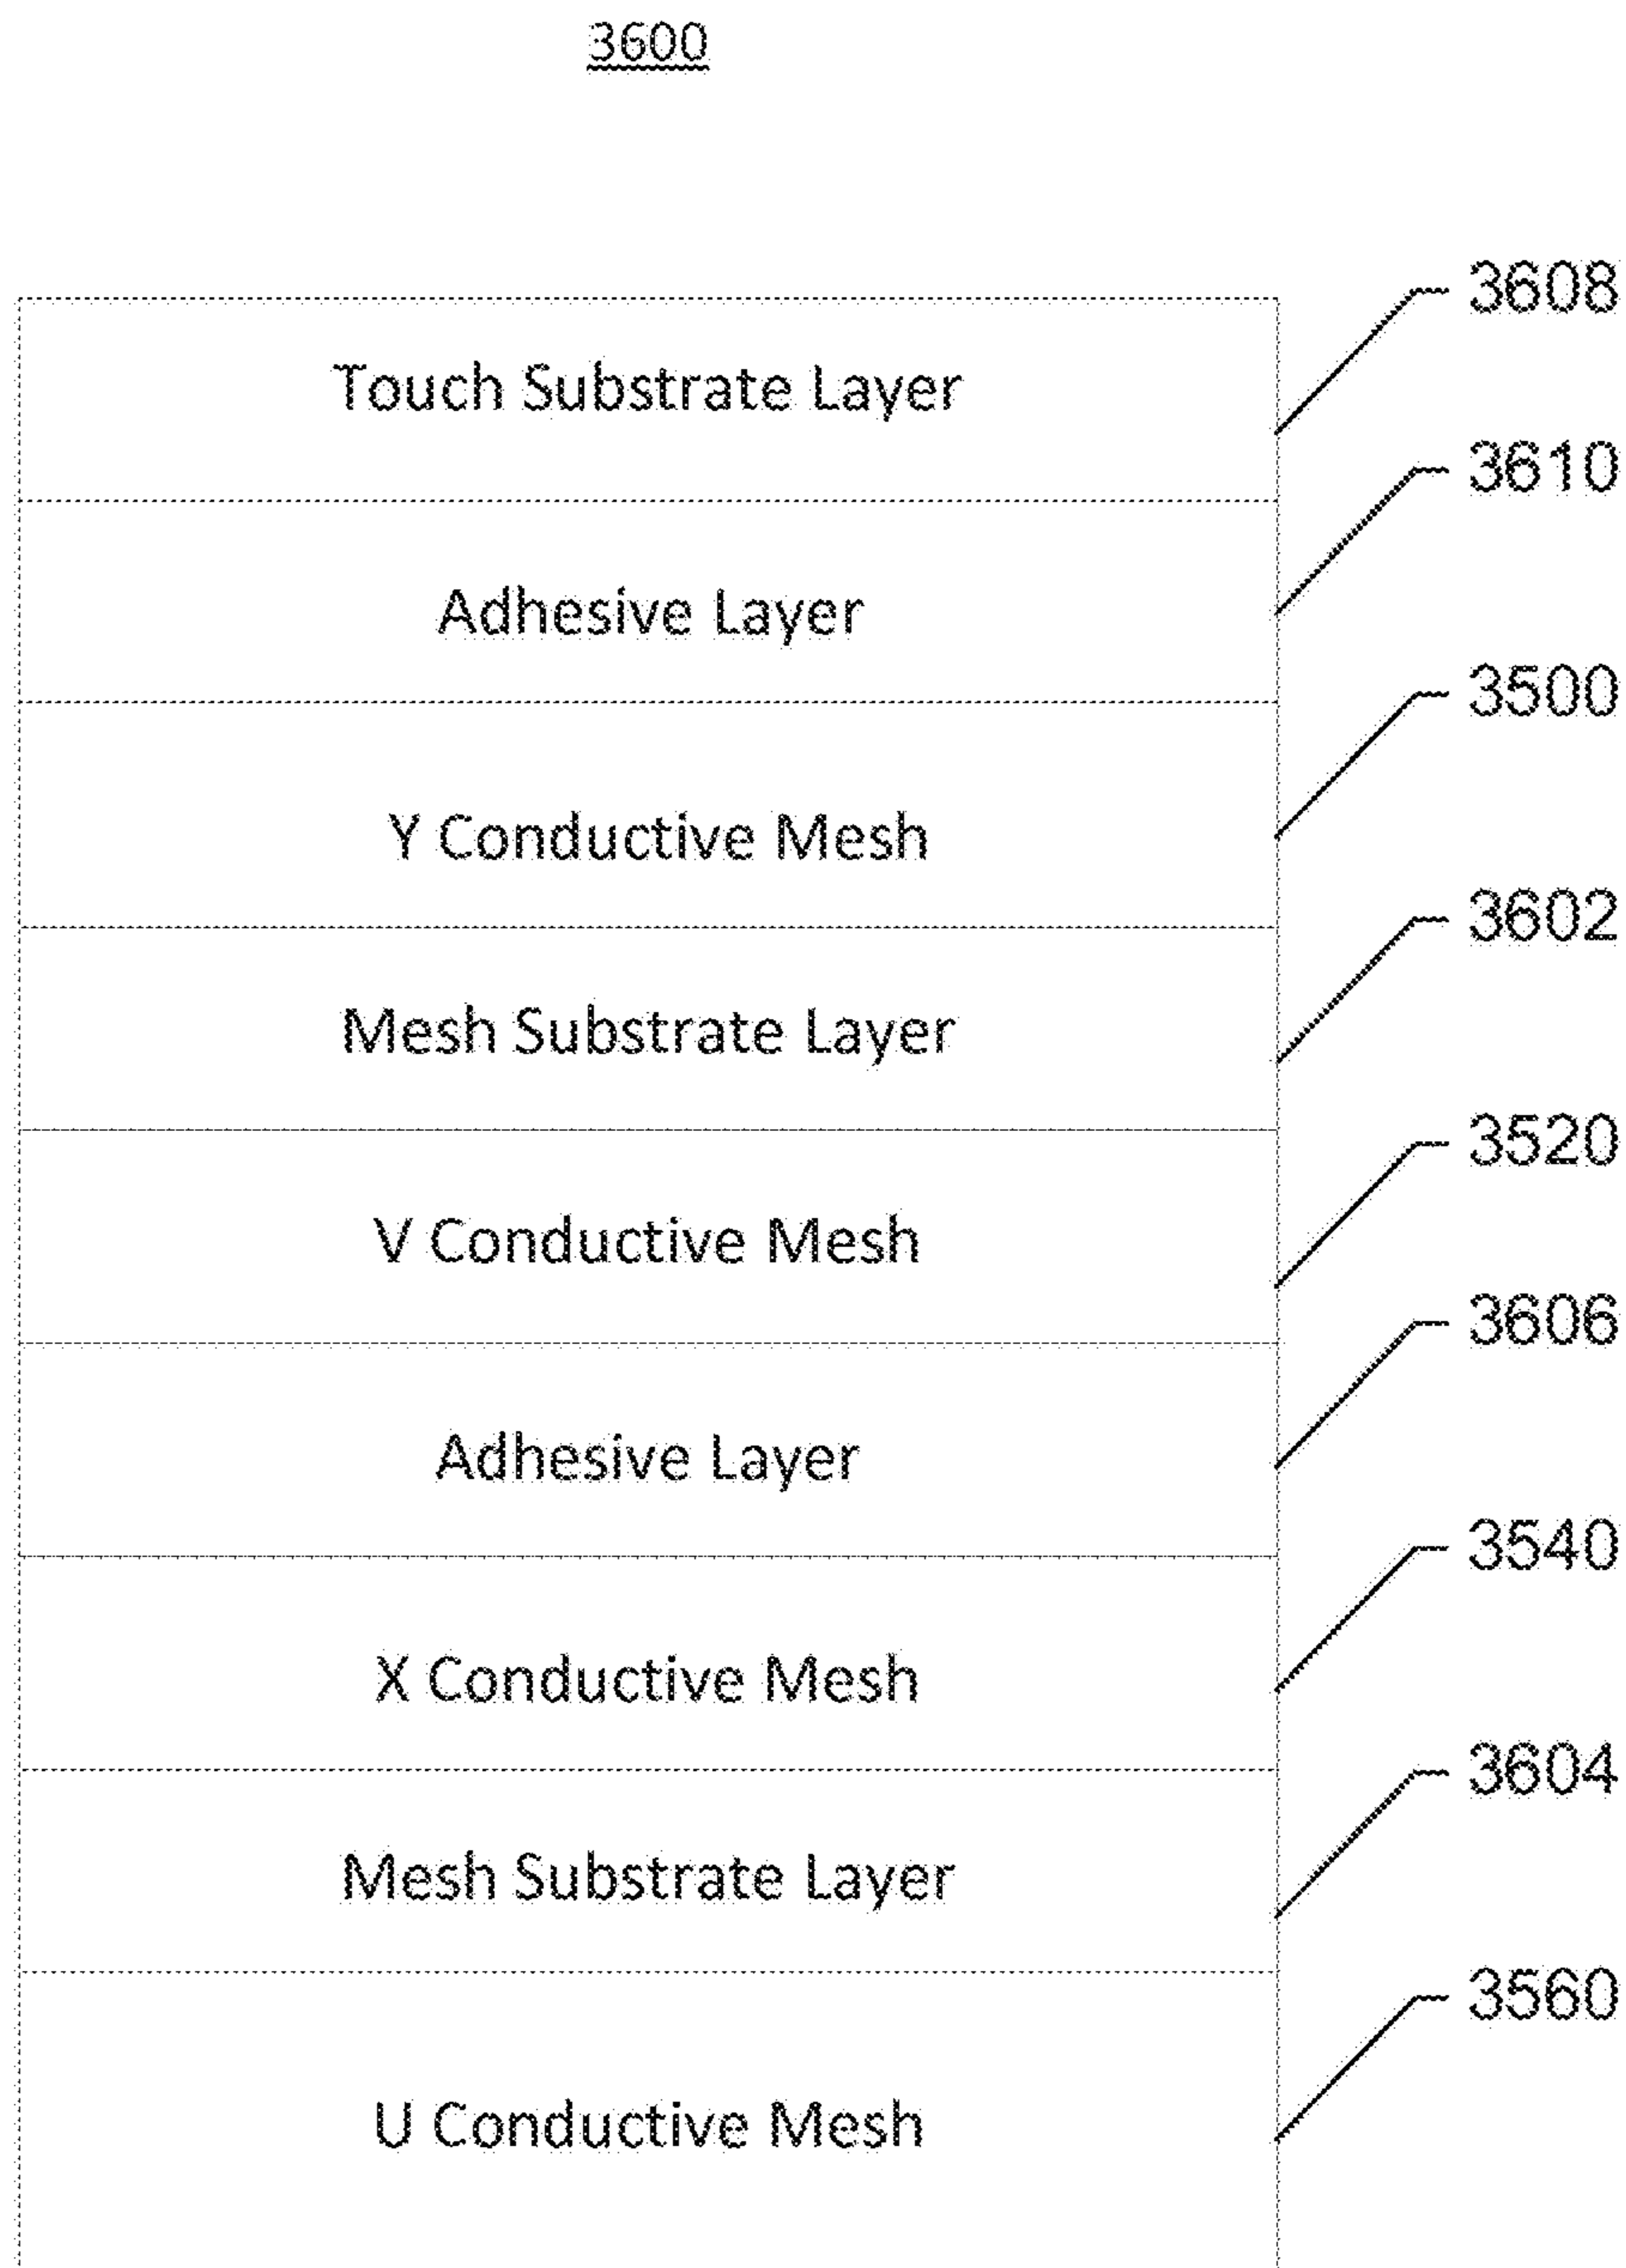 3600
3608
Touch Substrate Layer
3610
Adhesive Layer
3500
Y Conductive Mesh
3602
Mesh Substrate Layer
3520
V Conductive Mesh
3606
Adhesive Layer
3540
X Conductive Mesh
3604
Mesh Substrate Layer
3560
U Conductive Mesh